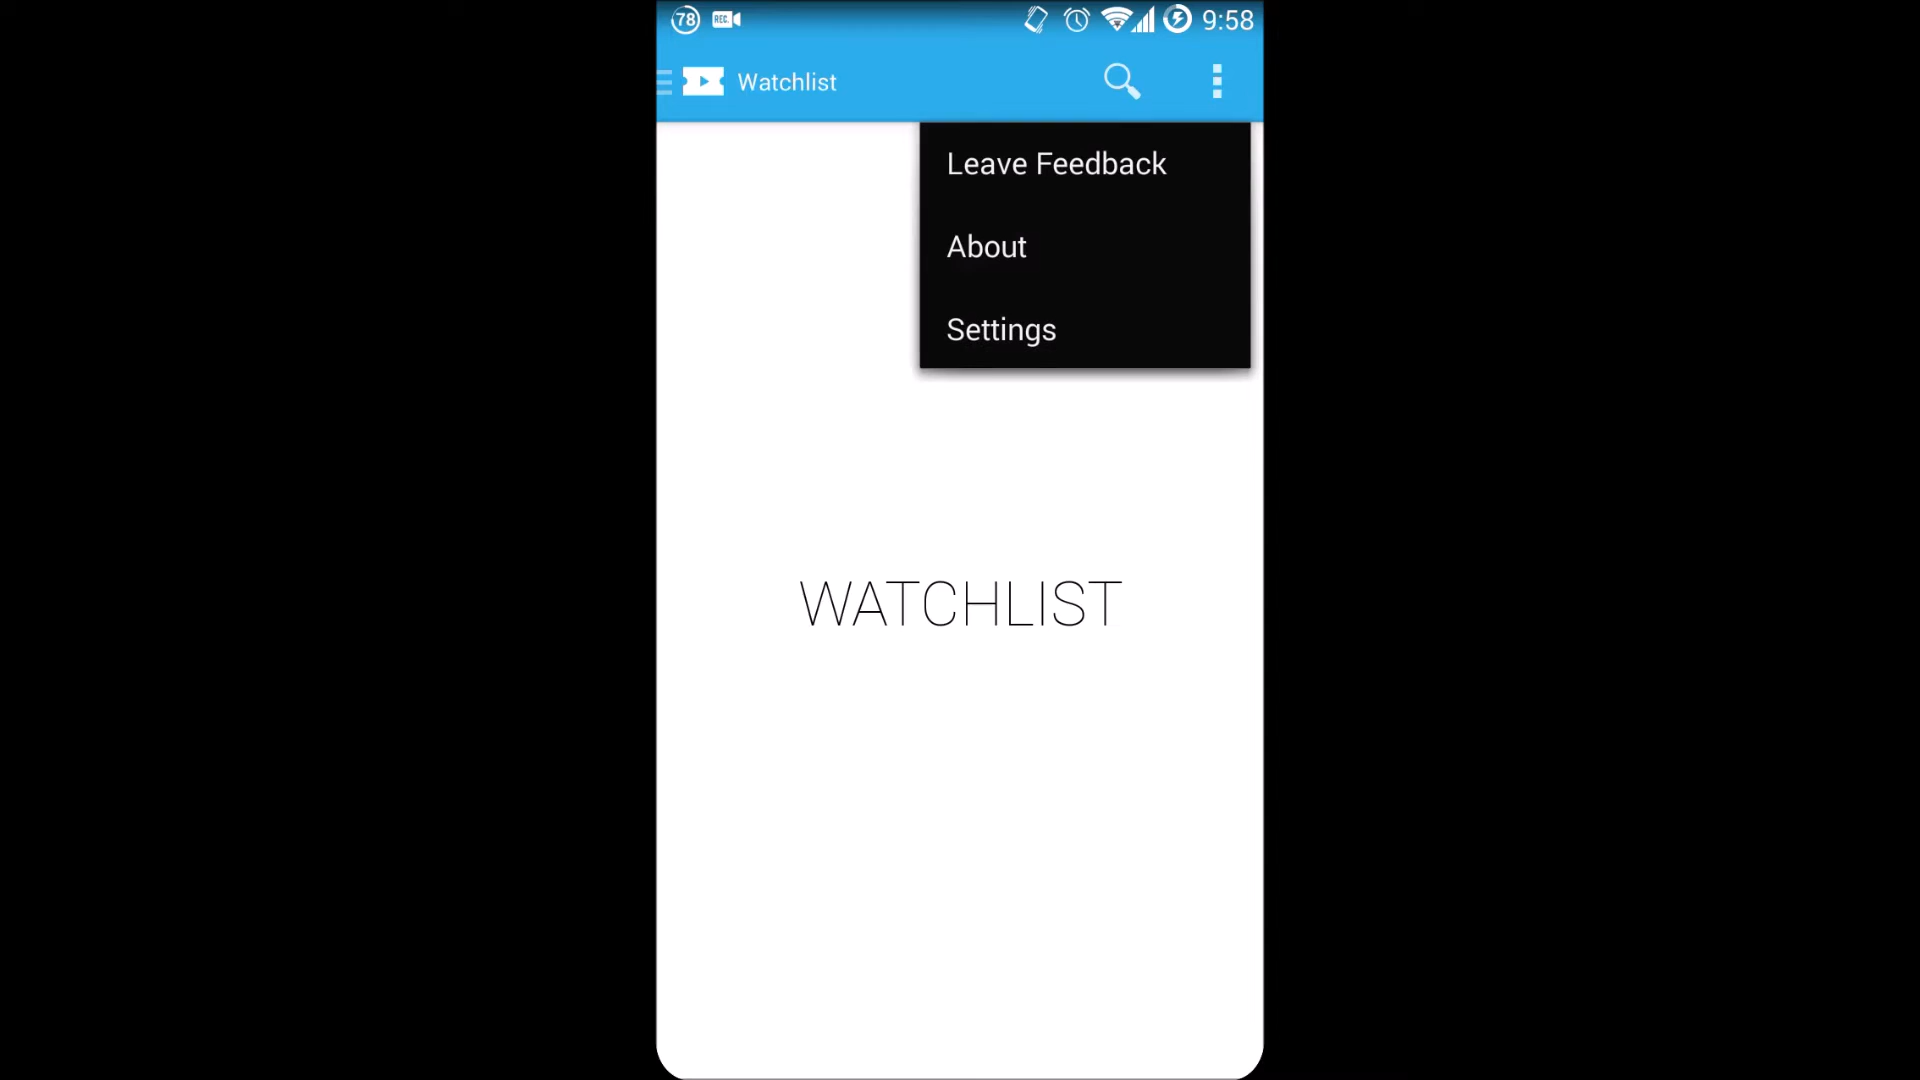 78 REC. 9:58
Watchlist
Leave Feedback
About
Settings
WATCHLIST